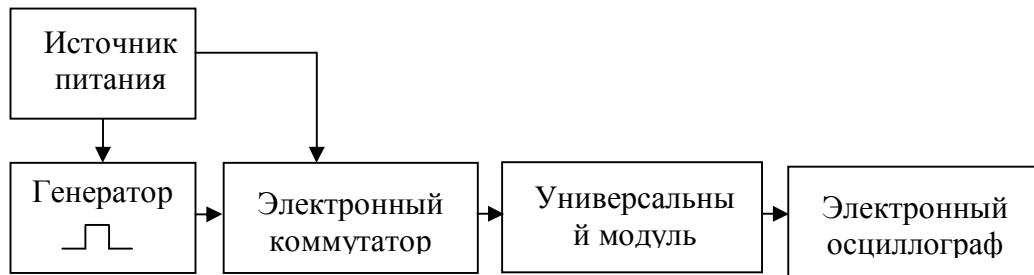 Источник
питания
Генератор
Электронный
коммутатор
Универсальны
й модуль
Электронный
осциллограф